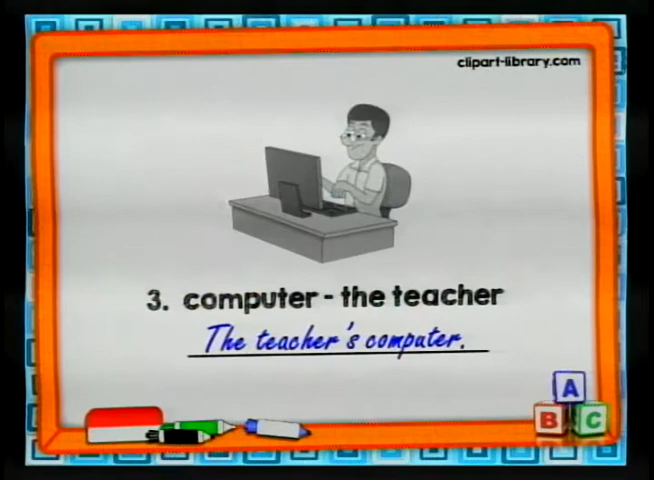 clipart-library.com
3. computer - the teacher
The teacher's computer.
A
B C